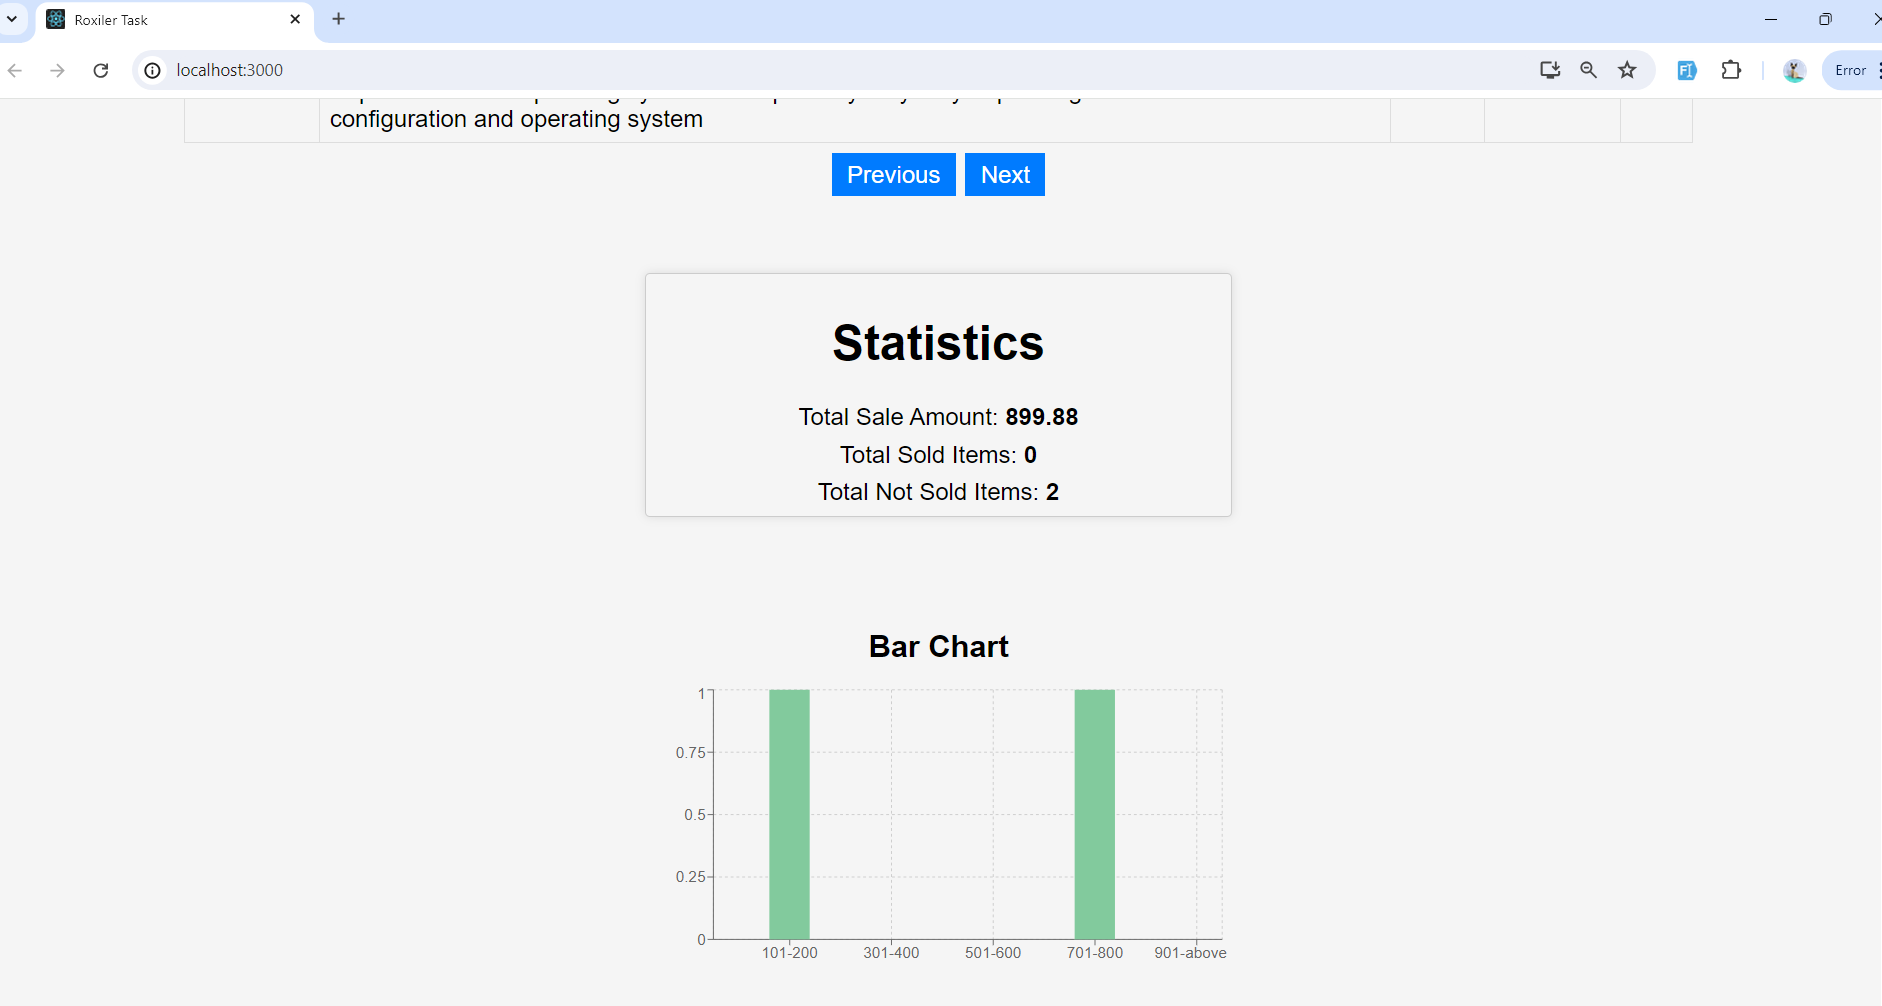 Roxiler Task
localhost:3000
Error
configuration and operating system
Previous Next
Statistics
Total Sale Amount: 899.88
Total Sold Items: 0
Total Not Sold Items: 2
Bar Chart
1
0.75
0.5
0.25
0
101-200 301-400 501-600 701-800 901-above